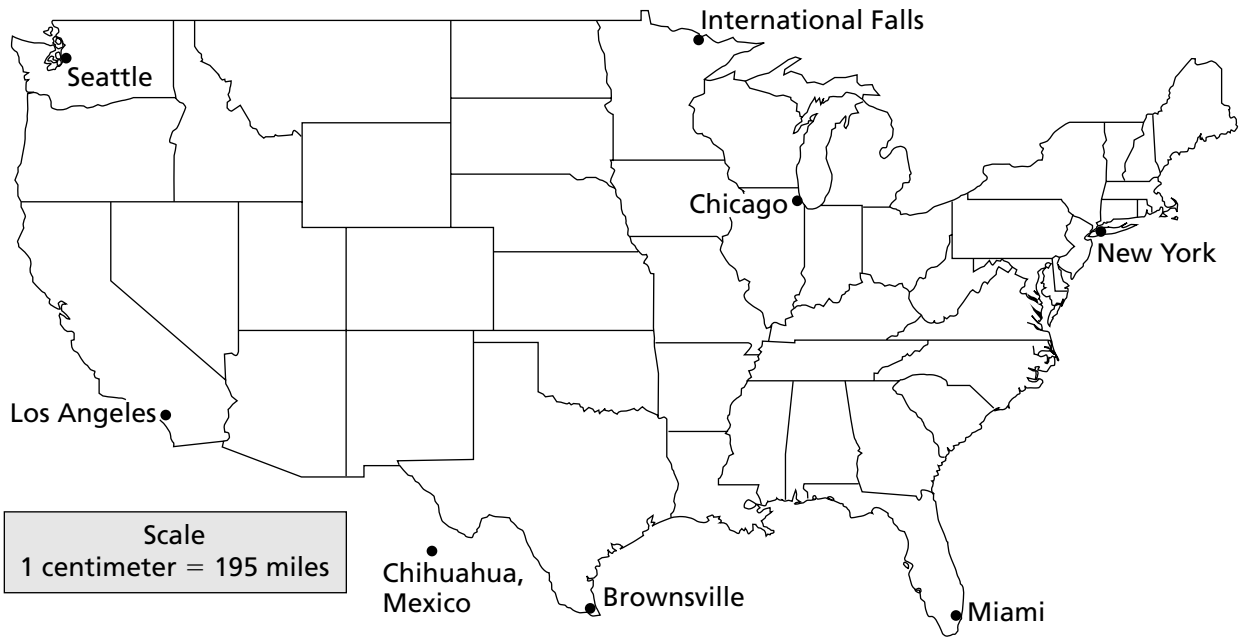 International Falls
Seattle
Chicago
New York
Los Angeles
Scale
1 centimeter = 195 miles
Chihuahua,
Mexico
Brownsville
Miami